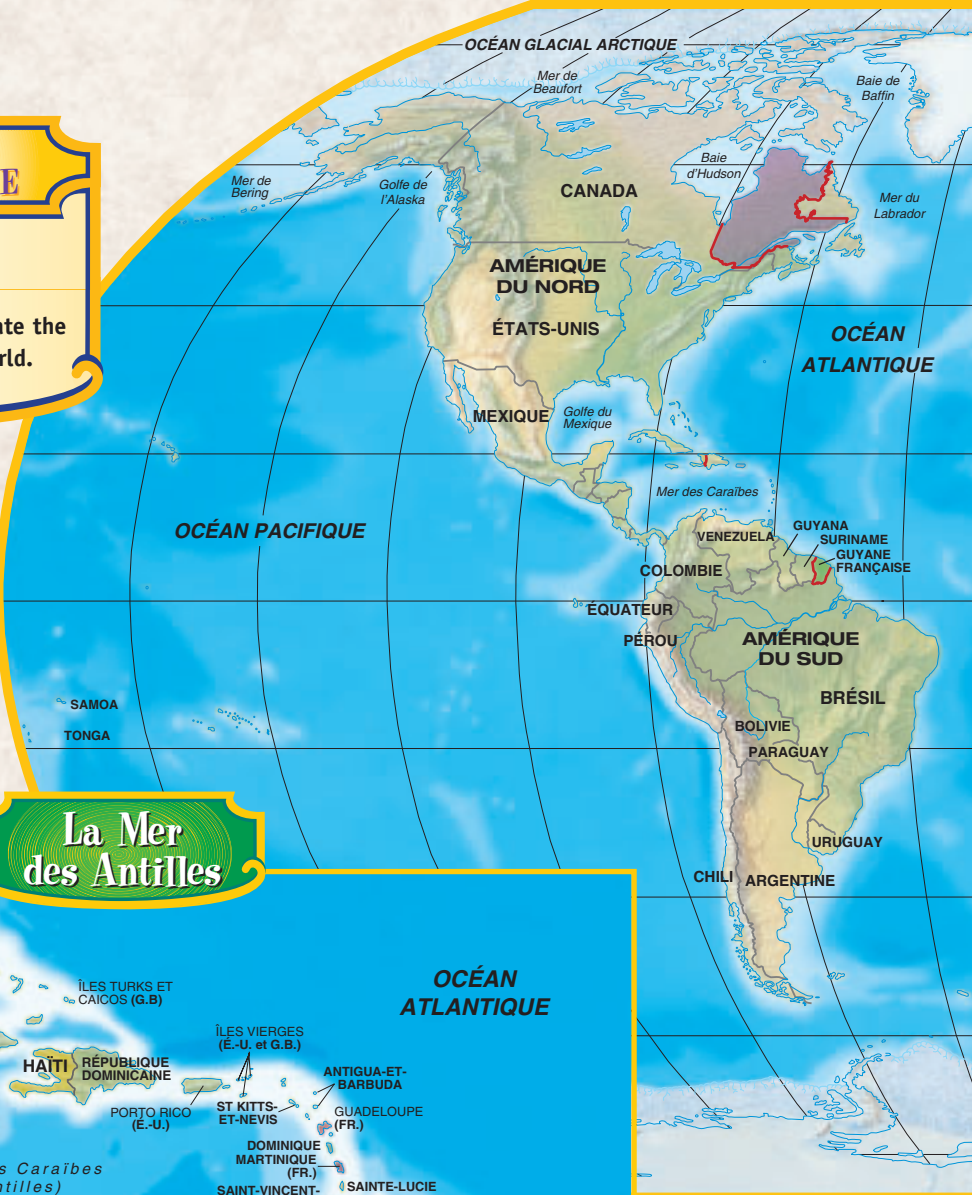 OCÉAN GLACIAL ARCTIQUE
Mer de
Beaufort
Baie de
Baffin
E
Mer de
Bering
Golfe de
l'Alaska
CANADA
Baie
d'Hudson
Mer du
Labrador
AMÉRIQUE
DU NORD
ÉTATS-UNIS
OCÉAN
ATLANTIQUE
MEXIQUE
Golfe du
Mexique
Mer des Caraïbes
OCÉAN PACIFIQUE
VENEZUELA
GUYANA
SURINAME
GUYANE
FRANÇAISE
COLOMBIE
ÉQUATEUR
PÉROU
AMÉRIQUE
DU SUD
BRÉSIL
SAMOA
TONGA
BOLIVIE
PARAGUAY
URUGUAY
CHILI
ARGENTINE
La Mer
des Antilles
OCÉAN
ATLANTIQUE
ÎLES TURKS ET
CAICOS (G.B)
ÎLES VIERGES
(É.-U. et G.B.)
HAÏTI
RÉPUBLIQUE
DOMINICAINE
ANTIGUA-ET-
BARBUDA
PORTO RICO
(É.-U.)
ST KITTS-
ET-NEVIS
GUADELOUPE
(FR.)
DOMINIQUE
MARTINIQUE
(FR.)
Caraïbes
SAINTE-LUCIE
SAINT-VINCENT-